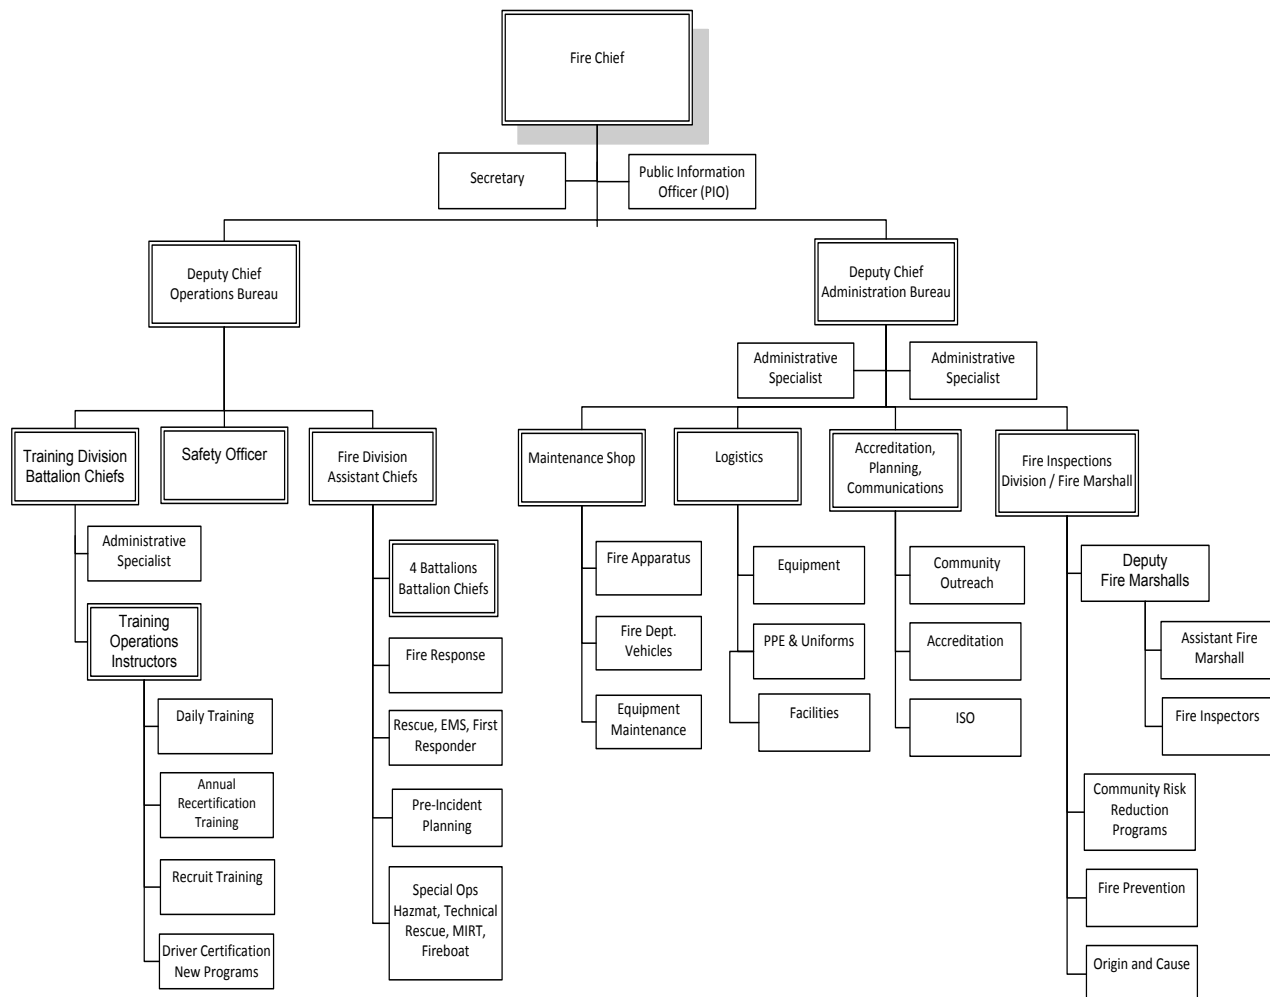 Fire Chief
Secretary
Public Information
Officer (PIO)
Deputy Chief
Operations Bureau
Deputy Chief
Administration Bureau
Administrative
Specialist
Administrative
Specialist
Training Division
Battalion Chiefs
Safety Officer
Fire Division
Assistant Chiefs
Maintenance Shop
Logistics
Accreditation,
Planning,
Communications
Fire Inspections
Division / Fire Marshall
Administrative
Specialist
Training
Operations
Instructors
Daily Training
Annual
Recertification
Training
Recruit Training
Driver Certification
New Programs
4 Battalions
Battalion Chiefs
Fire Response
Rescue, EMS, First
Responder
Pre-Incident
Planning
Special Ops
Hazmat, Technical
Rescue, MIRT,
Fireboat
Fire Apparatus
Fire Dept.
Vehicles
Equipment
Maintenance
Equipment
PPE & Uniforms
Facilities
Community
Outreach
Accreditation
ISO
Deputy
Fire Marshalls
Assistant Fire
Marshall
Fire Inspectors
Community Risk
Reduction
Programs
Fire Prevention
Origin and Cause